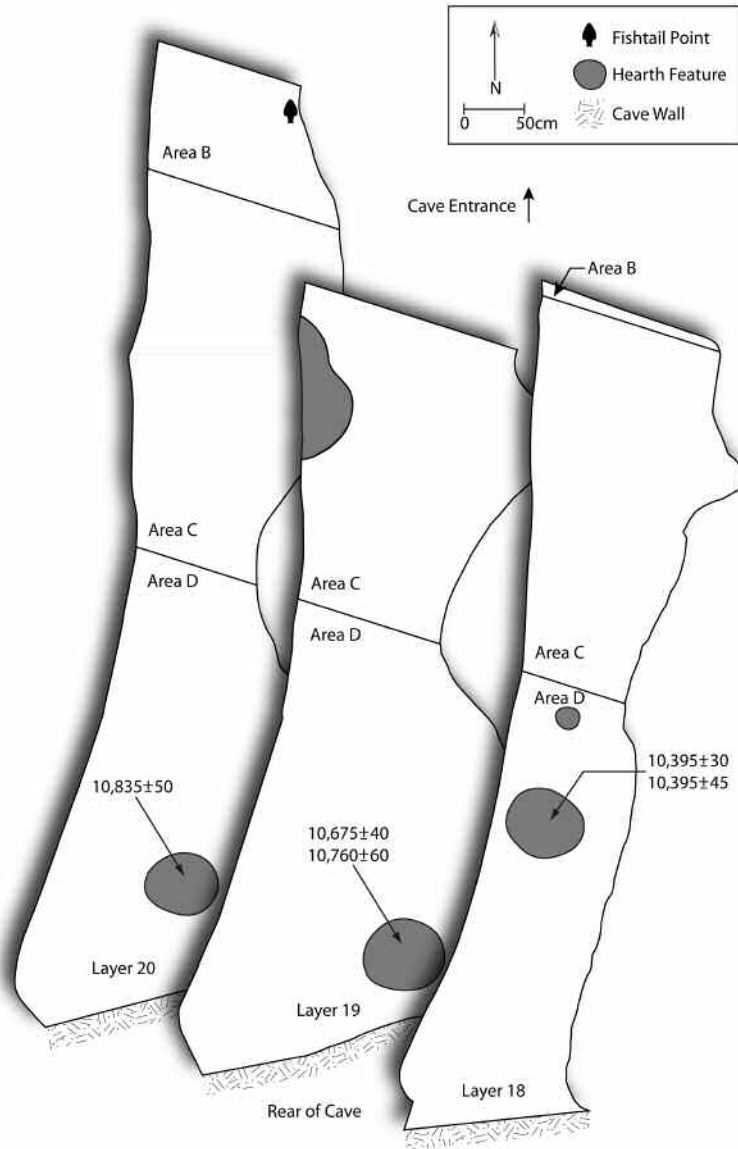 Fishtail Point
N
Hearth Feature
0 50cm
Cave Wall
Area B
Cave Entrance
Area B
Area C
Area D
Area C
Area D
Area C
Area D
10,835±50
10,675±40
10,760±60
10,395±30
10,395±45
Layer 20
Layer 19
Layer 18
Rear of Cave